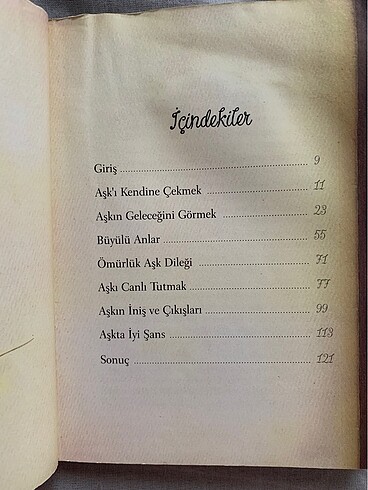 İçindekiler
Giriş ........ 9
Aşk'ı Kendine Çekmek ........ 11
Aşkın Geleceğini Görmek ........ 23
Büyülü Anlar ........ 55
Ömürlük Aşk Dileği ........ 71
Aşkı Canlı Tutmak ........ 77
Aşkın İniş ve Çıkışları ........ 99
Aşkta İyi Şans ........ 113
Sonuç ........ 121